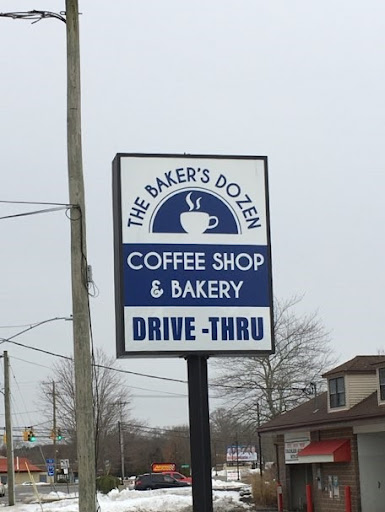 THE BAKER'S DOZEN
COFFEE SHOP
& BAKERY
DRIVE -THRU